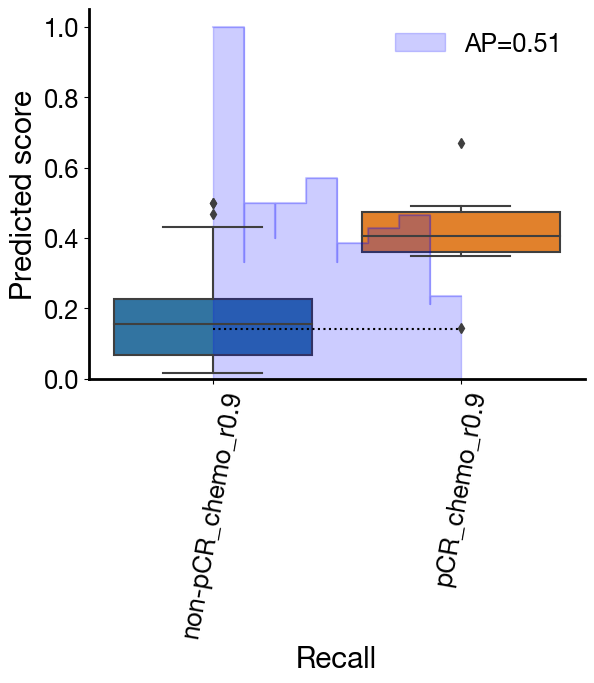 AP=0.51
Predicted score
1.0
0.8
0.6
0.4
0.2
0.0
non-pCR_chemo_r0.9
pCR_chemo_r0.9
Recall